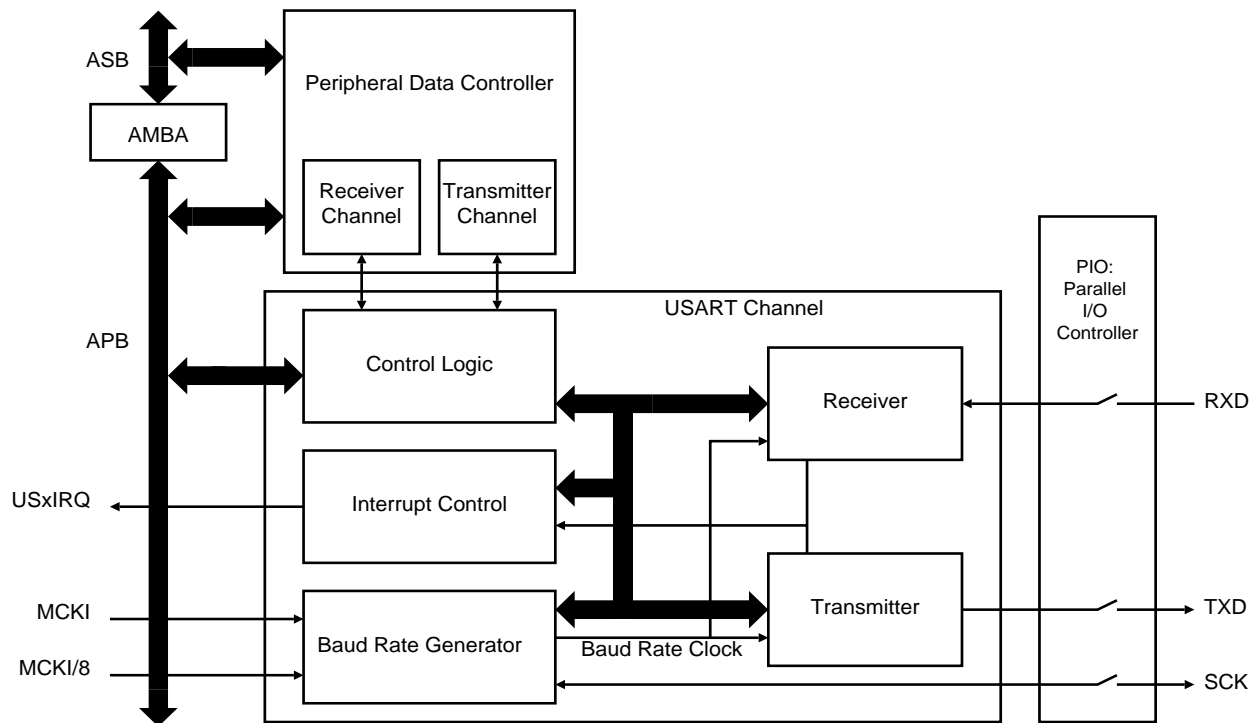 ASB
Peripheral Data Controller
AMBA
Receiver
Channel
Transmitter
Channel
PIO:
Parallel
I/O
Controller
USART Channel
APB
Control Logic
Receiver
RXD
USxIRQ
Interrupt Control
MCKI
Baud Rate Generator
Baud Rate Clock
Transmitter
TXD
MCKI/8
SCK